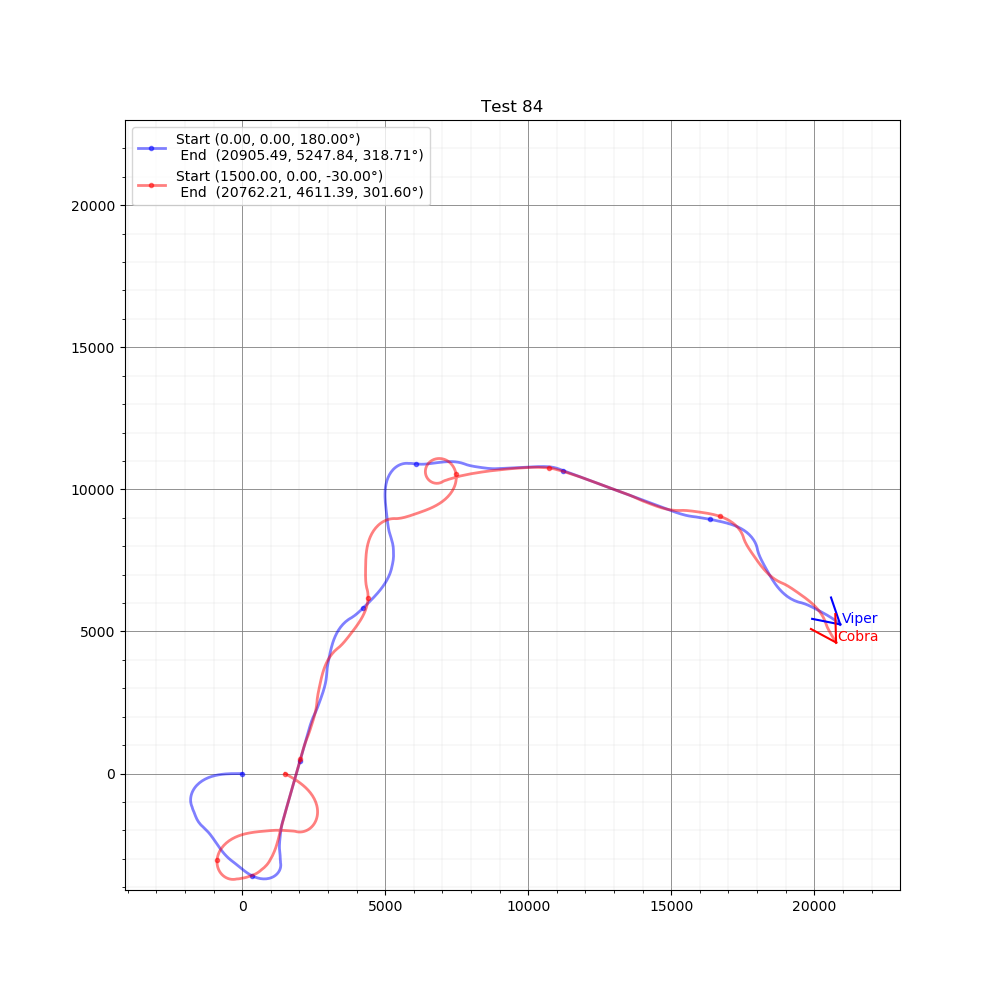 Test 84
Start (0.00, 0.00, 180.00°)
End (20905.49, 5247.84, 318.71°)
Start (1500.00, 0.00, -30.00°)
End (20762.21, 4611.39, 301.60°)
20000
15000
10000
5000
0
Viper
Cobra
0 5000 10000 15000 20000